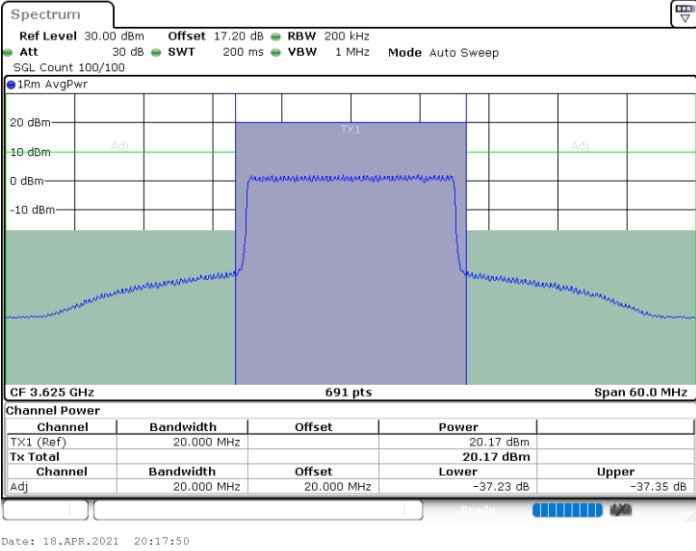 Spectrum
Ref Level 30.00 dBm Offset 17.20 dB RBW 200 kHz
Att 30 dB SWT 200 ms VBW 1 MHz Mode Auto Sweep
SGL Count 100/100
1Rm AvgPwr
20 dBm
TX1
Adj Adj
10 dBm
0 dBm
-10 dBm
CF 3.625 GHz 691 pts Span 60.0 MHz
Channel Power
Channel Bandwidth Offset Power
TX1 (Ref) 20.000 MHz 20.17 dBm
Tx Total 20.17 dBm
Channel Bandwidth Offset Lower Upper
Adj 20.000 MHz 20.000 MHz -37.23 dB -37.35 dB
Ready
Date: 18.APR.2021 20:17:50